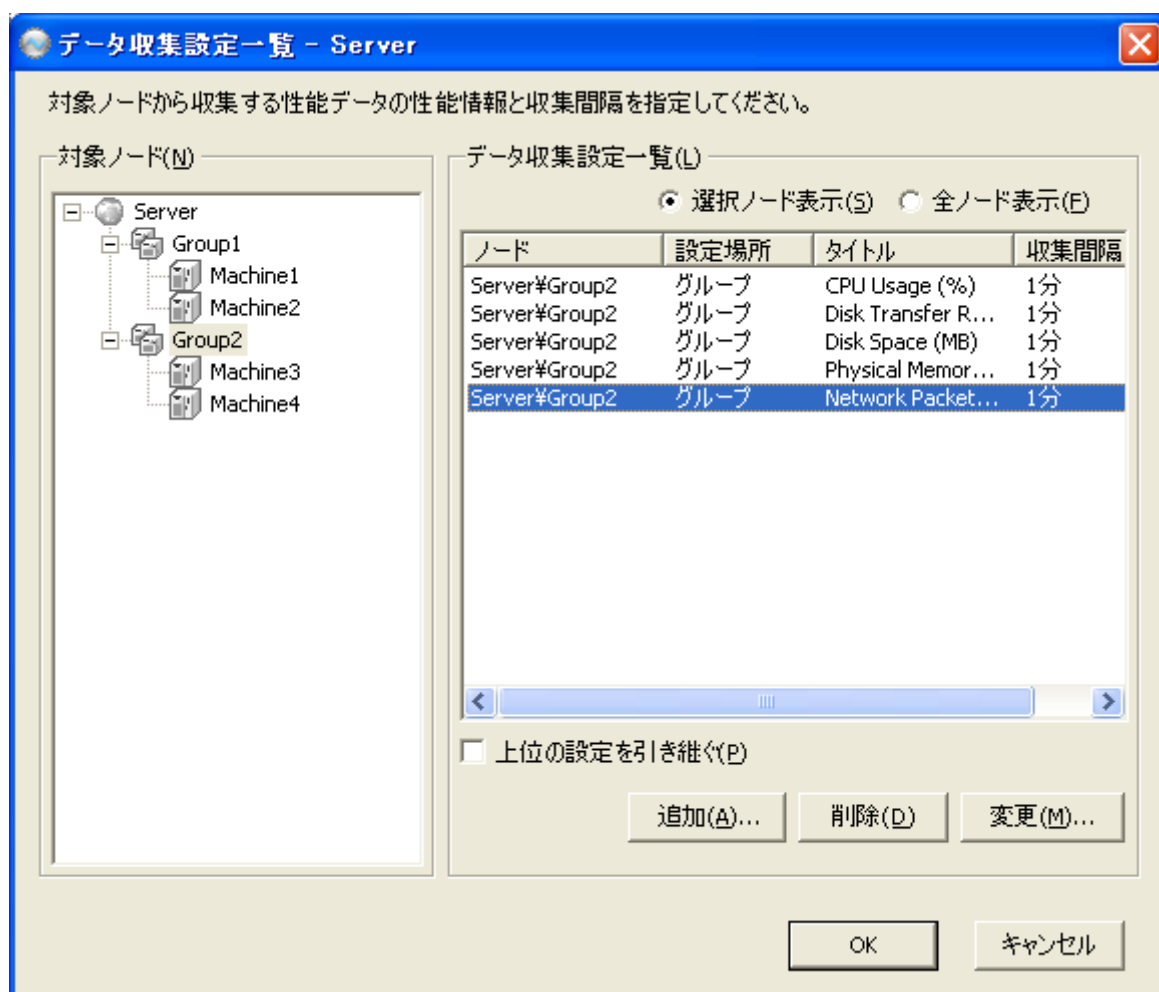 データ収集設定一覧 - Server
対象ノードから収集する性能データの性能情報と収集間隔を指定してください。
対象ノード(N)
Server
Group1
Machine1
Machine2
Group2
Machine3
Machine4
データ収集設定一覧(L)
選択ノード表示(S) 全ノード表示(F)
ノード 設定場所 タイトル 収集間隔
Server¥Group2 グループ CPU Usage (%) 1分
Server¥Group2 グループ Disk Transfer R... 1分
Server¥Group2 グループ Disk Space (MB) 1分
Server¥Group2 グループ Physical Memor... 1分
Server¥Group2 グループ Network Packet... 1分
上位の設定を引き継ぐ(P)
追加(A)... 削除(D) 変更(M)...
OK キャンセル